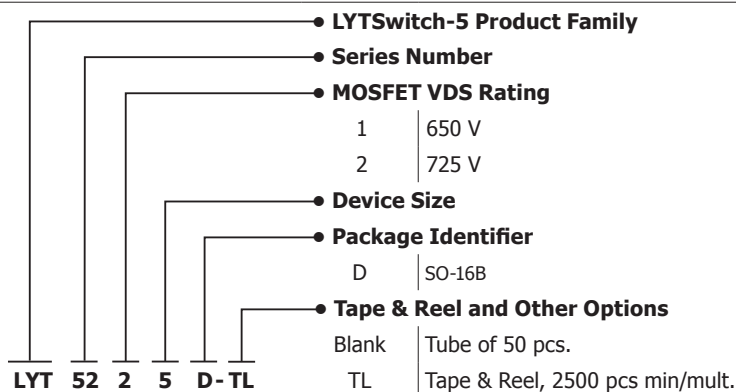 LYTSwitch-5 Product Family
Series Number
MOSFET VDS Rating
1 650 V
2 725 V
Device Size
Package Identifier
D SO-16B
Tape & Reel and Other Options
Blank Tube of 50 pcs.
LYT 52 2 5 D - TL TL Tape & Reel, 2500 pcs min/mult.